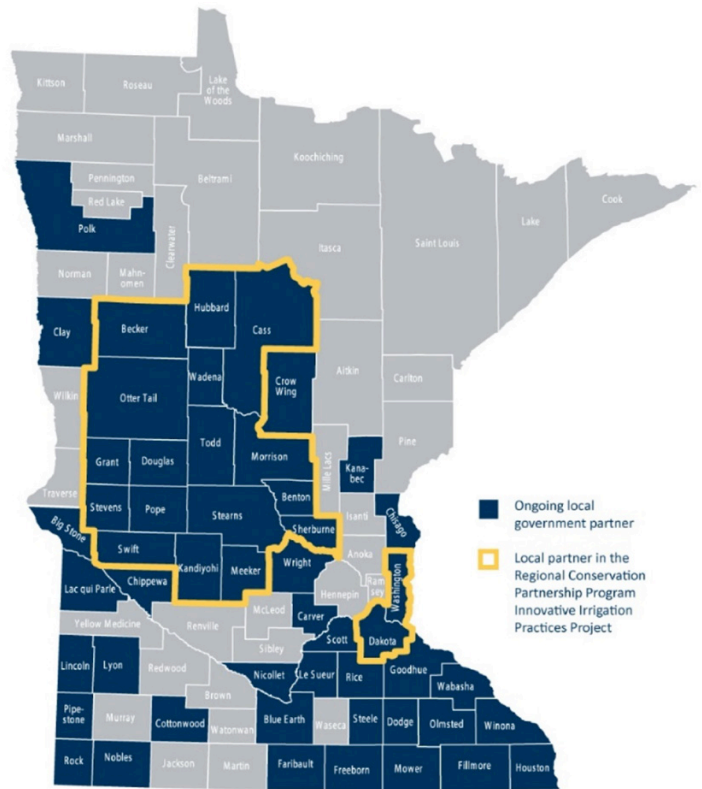 Kittson
Roseau
Lake
of the
Woods
Marshall
Koochiching
Pennington
Beltrami
Red Lake
Cook
Polk
Lake
Saint Louis
Clearwater
Itasca
Norman
Mahn-
omen
Hubbard
Cass
Clay
Becker
Wadena
Crow
Wing
Aitkin
Carlton
Otter Tail
Wilkin
Todd
Pine
Morrison
Grant
Douglas
Mille Lacs
Kana-
bec
Traverse
Benton
Stevens
Pope
Stearns
Isanti
Chisago
Sherburne
Big Stone
Swift
Anoka
Kandiyohi
Meeker
Wright
Ram
sey
Washington
Hennepin
Lac qui Parle
Chippewa
McLeod
Carver
Yellow Medicine
Renville
Scott
Dakota
Sibley
Lincoln
Lyon
Redwood
Nicollet
Le Sueur
Rice
Goodhue
Wabasha
Brown
Pipe-
stone
Murray
Cottonwood
Watonwan
Blue Earth
Waseca
Steele
Dodge
Olmsted
Winona
Rock
Nobles
Jackson
Martin
Faribault
Freeborn
Mower
Fillmore
Houston
Ongoing local
government partner
Local partner in the
Regional Conservation
Partnership Program
Innovative Irrigation
Practices Project